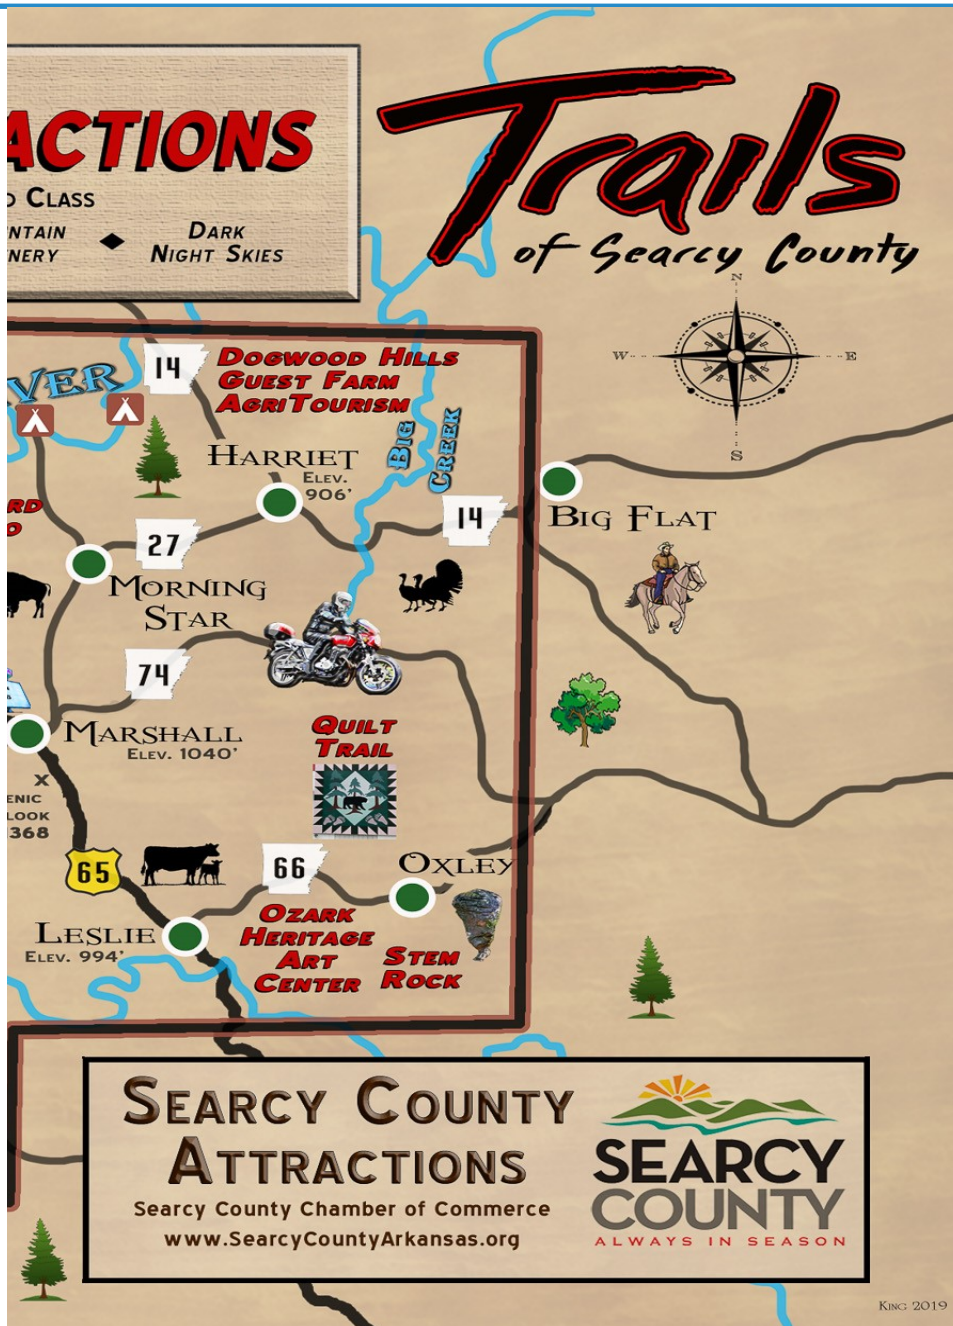 ACTIONS
CLASS
DARK
NIGHT SKIES
Trails
of Searcy County
N
W
E
S
14
DOGWOOD HILLS
GUEST FARM
AGRITOURISM
VER
HARRIET
ELEV.
906'
BIG
CREEK
14
BIG FLAT
27
MORNING
STAR
74
MARSHALL
ELEV. 1040'
QUILT
TRAIL
X
ENIC
LOOK
368
65
66
OXLEY
LESLIE
ELEV. 994'
OZARK
HERITAGE
ART
CENTER
STEM
ROCK
SEARCY COUNTY
ATTRACTIONS
Searcy County Chamber of Commerce
www.SearcyCountyArkansas.org
SEARCY
COUNTY
ALWAYS IN SEASON
KING 2019